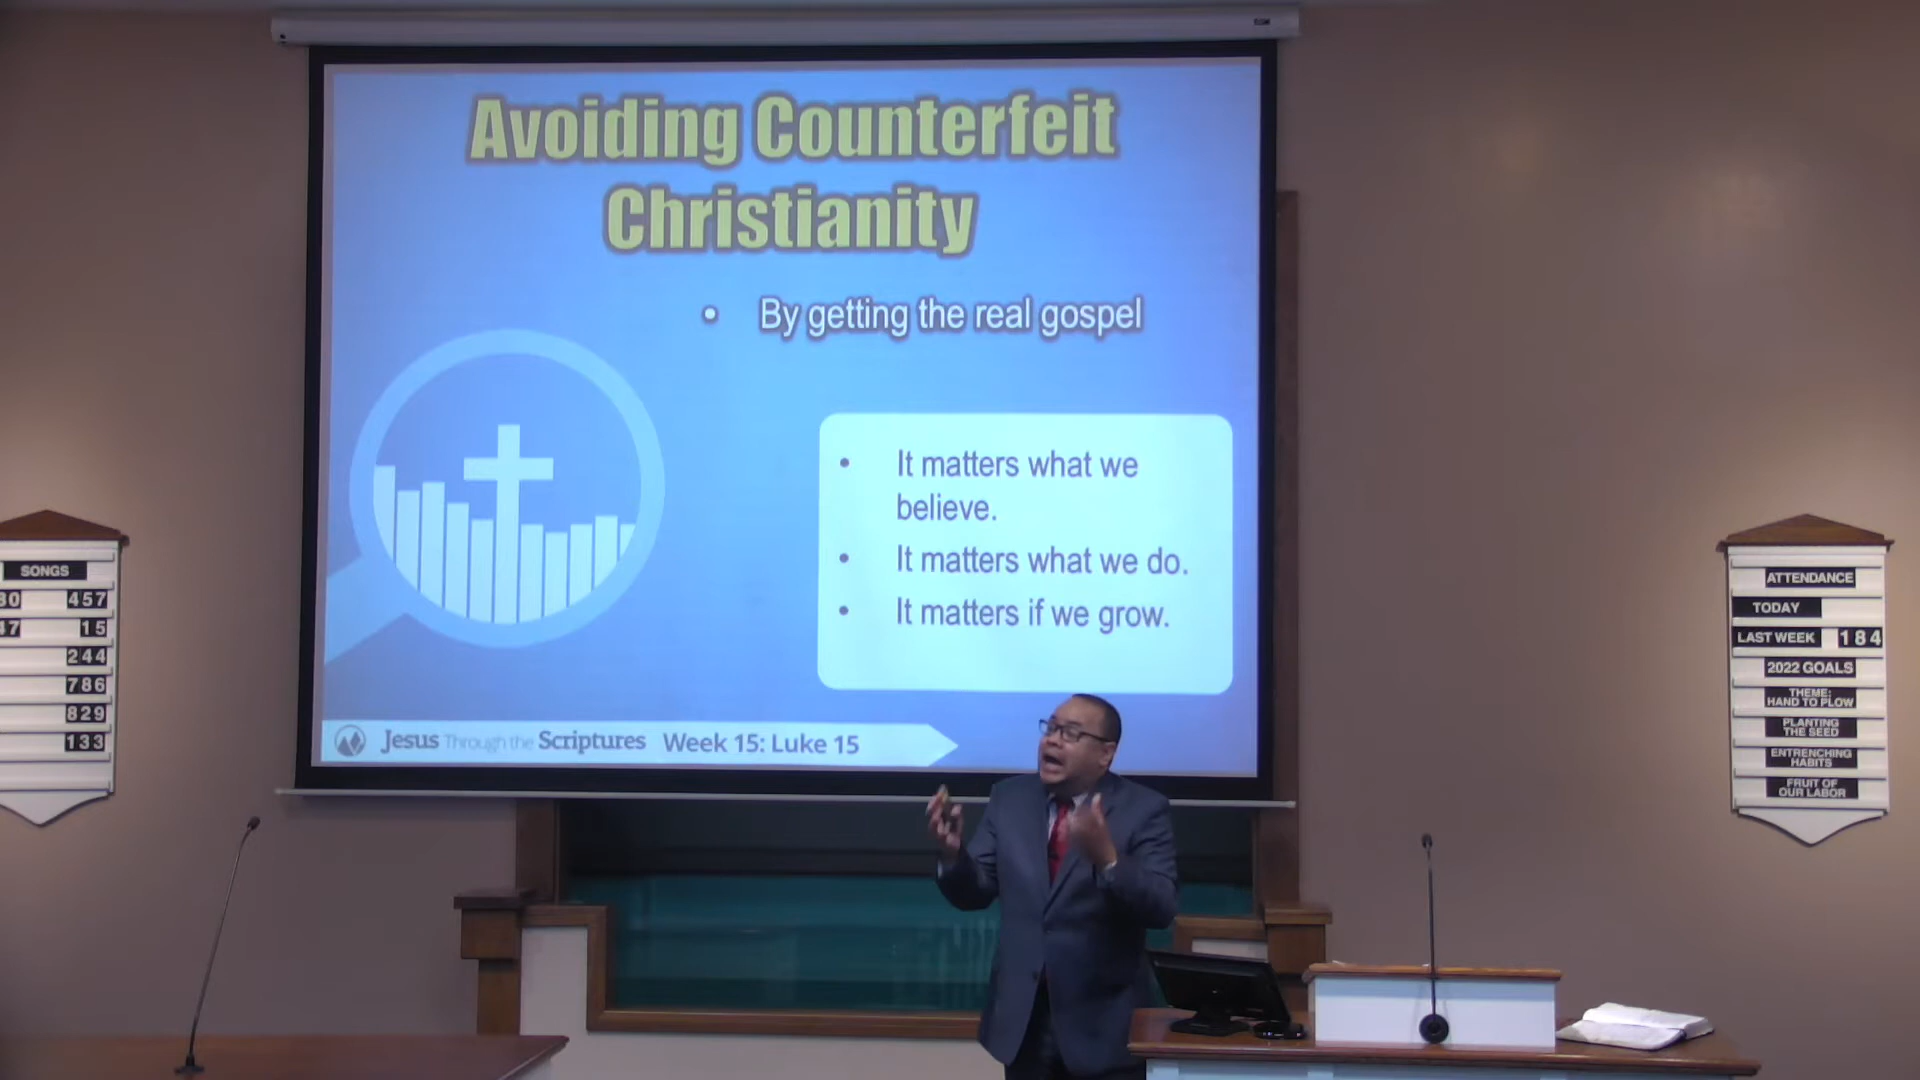 Avoiding Counterfeit
Christianity
• By getting the real gospel
• It matters what we
believe.
• It matters what we do.
• It matters if we grow.
Jesus Through the Scriptures Week 15: Luke 15
SONGS
30 457
47 15
244
786
829
133
ATTENDANCE
TODAY
LAST WEEK 184
2022 GOALS
THEME:
HAND TO PLOW
PLANTING
THE SEED
ENTRENCHING
HABITS
FRUIT OF
OUR LABOR